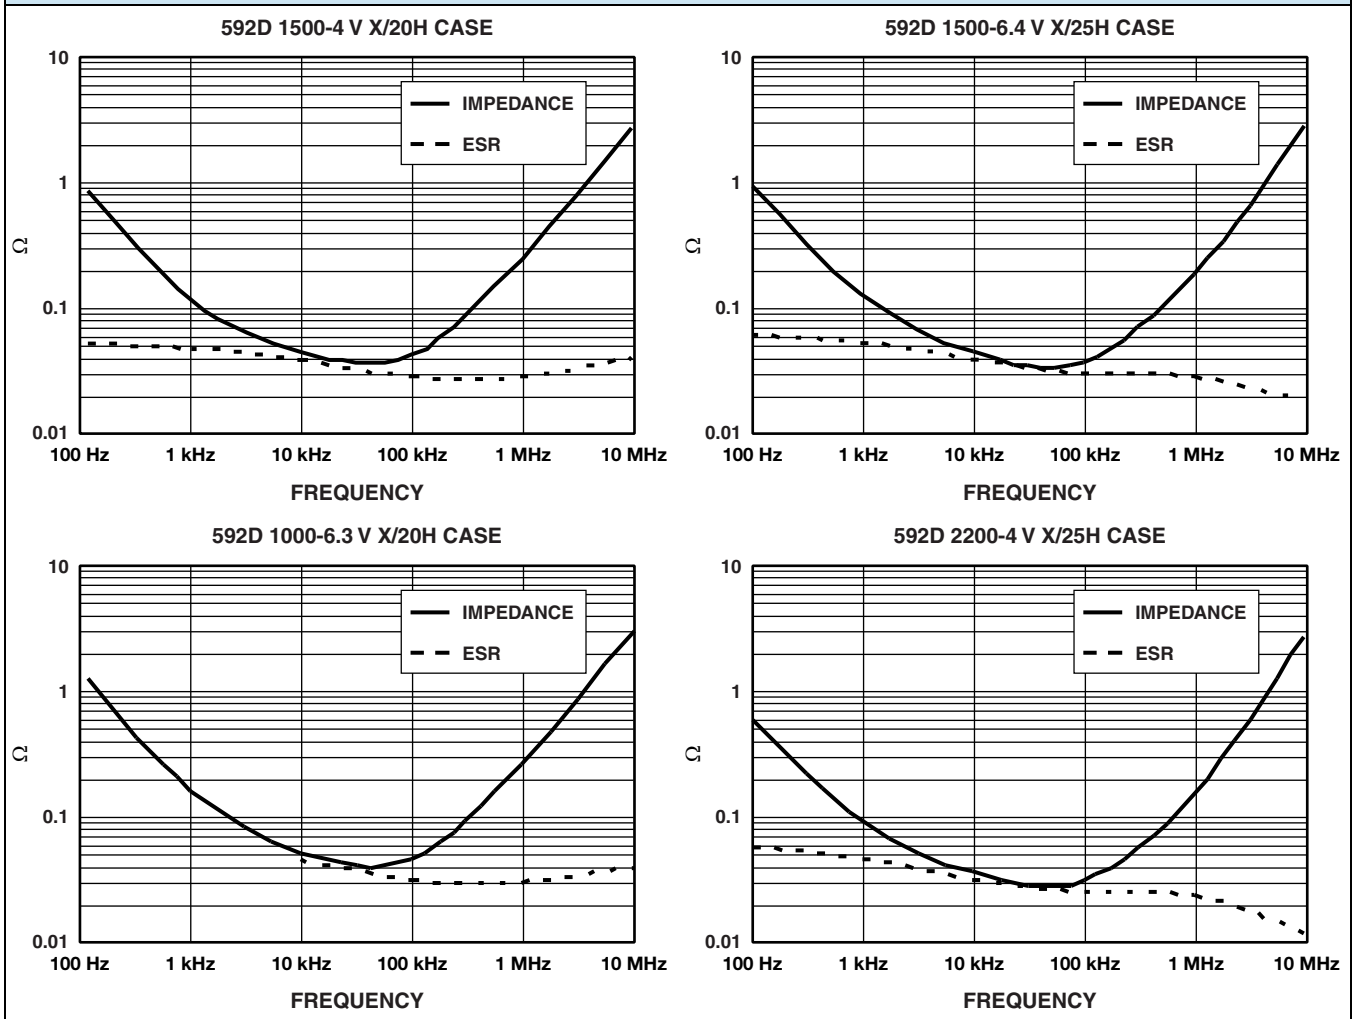 592D 1500-4 V X/20H CASE
10
1
0.1
0.01
Ω
IMPEDANCE
ESR
100 Hz 1 kHz 10 kHz 100 kHz 1 MHz 10 MHz
FREQUENCY
592D 1500-6.4 V X/25H CASE
10
1
0.1
0.01
Ω
IMPEDANCE
ESR
100 Hz 1 kHz 10 kHz 100 kHz 1 MHz 10 MHz
FREQUENCY
592D 1000-6.3 V X/20H CASE
10
1
0.1
0.01
Ω
IMPEDANCE
ESR
100 Hz 1 kHz 10 kHz 100 kHz 1 MHz 10 MHz
FREQUENCY
592D 2200-4 V X/25H CASE
10
1
0.1
0.01
Ω
IMPEDANCE
ESR
100 Hz 1 kHz 10 kHz 100 kHz 1 MHz 10 MHz
FREQUENCY